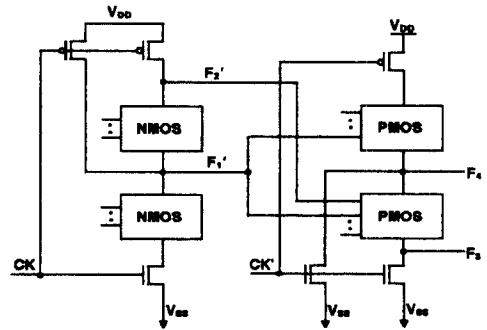 VDD
VDD
F2'
NMOS
PMOS
F1'
F4
NMOS
PMOS
F3
CK
CK'
VSS
VSS
VSS